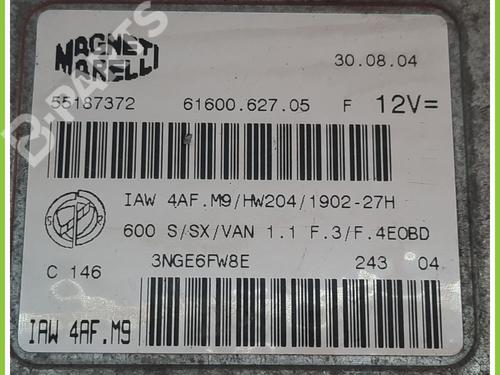 MAGNETI
MARELLI
30.08.04
55187372 61600.627.05 F 12V=
IAW 4AF.M9/HW204/1902-27H
600 S/SX/VAN 1.1 F.3/F.4EOBD
C 146 3NGE6FW8E 243 04
IAW 4AF.M9
B-PARTS